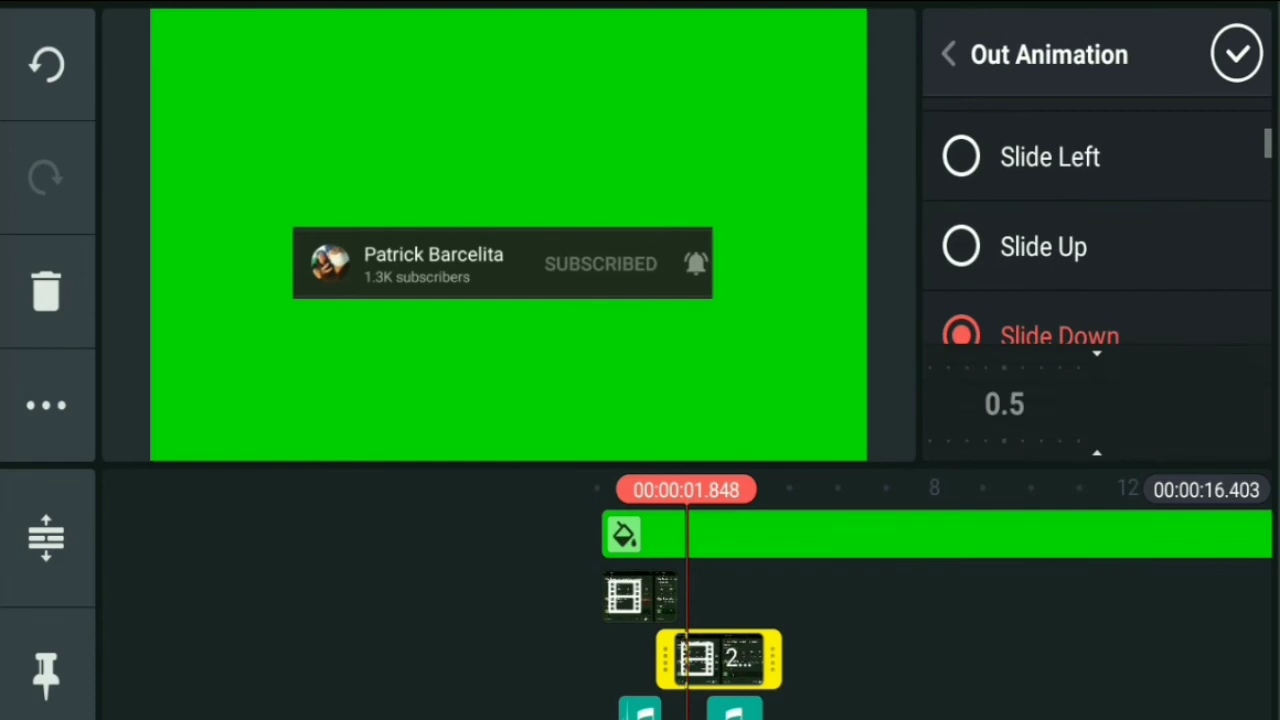 Out Animation
Slide Left
Slide Up
Slide Down
0.5
Patrick Barcelita
1.3K subscribers
SUBSCRIBED
00:00:01.848
8
12
00:00:16.403
2...